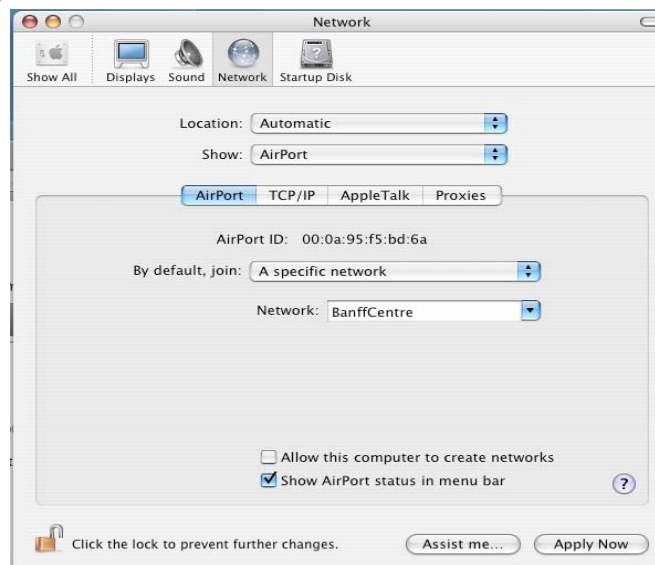 Network
Show All
Displays
Sound
Network
Startup Disk
Location: Automatic
Show: AirPort
AirPort
TCP/IP
AppleTalk
Proxies
AirPort ID: 00:0a:95:f5:bd:6a
By default, join: A specific network
Network: BanffCentre
Allow this computer to create networks
Show AirPort status in menu bar
?
Click the lock to prevent further changes.
Assist me...
Apply Now